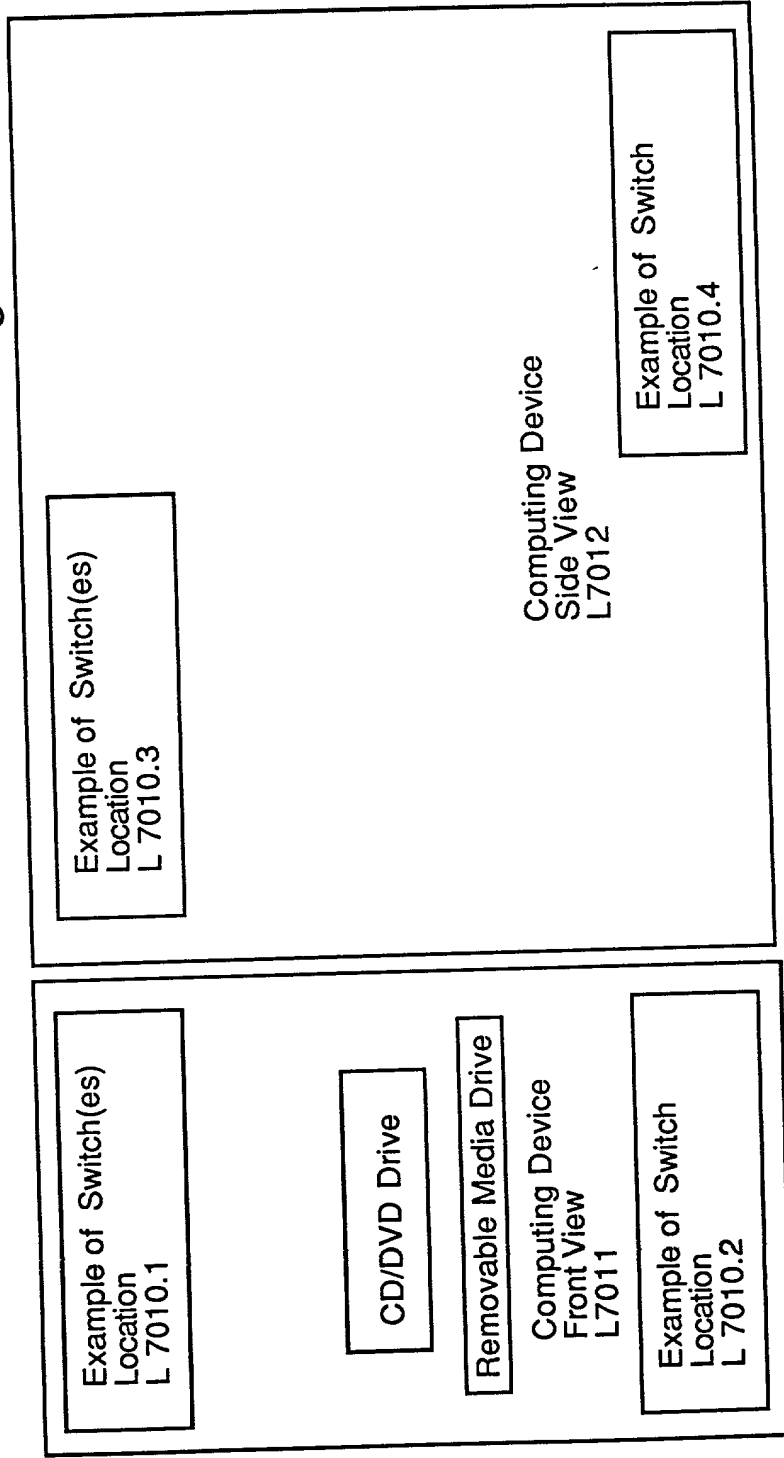 Example of Switch(es)
Location
L 7010.1
CD/DVD Drive
Removable Media Drive
Computing Device
Front View
L7011
Example of Switch
Location
L 7010.2
Example of Switch(es)
Location
L 7010.3
Computing Device
Side View
L7012
Example of Switch
Location
L 7010.4